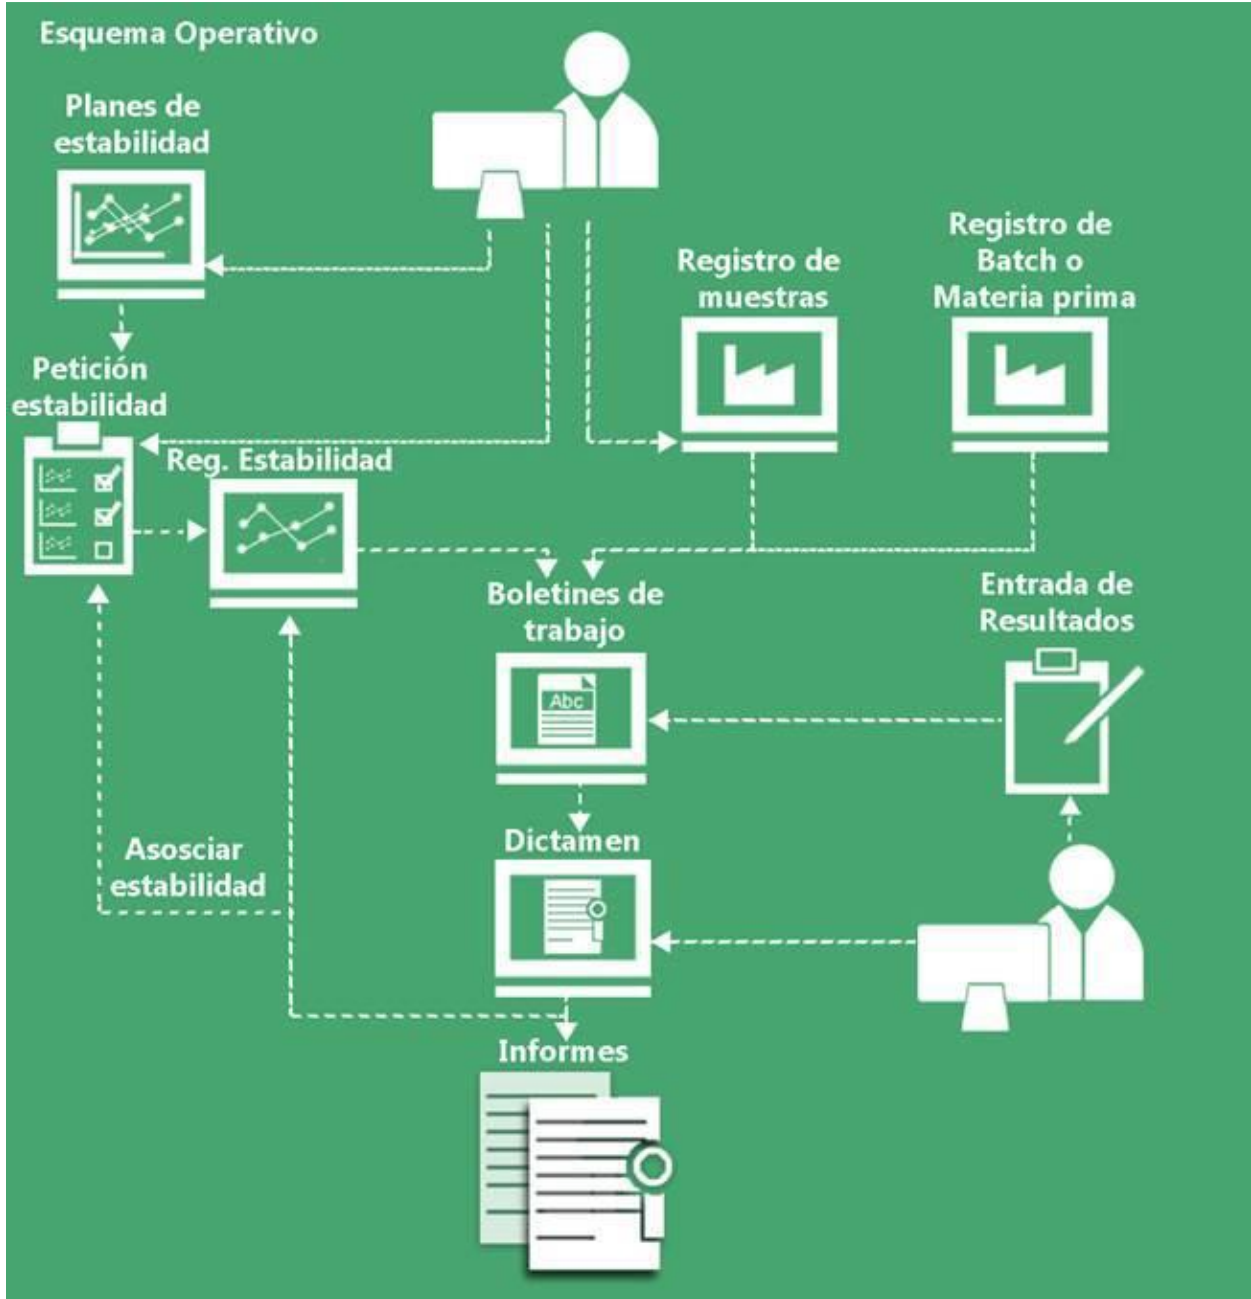 Esquema Operativo
Planes de
estabilidad
Registro de
muestras
Registro de
Batch o
Materia prima
Petición
estabilidad
Reg. Estabilidad
Boletines de
trabajo
Abc
Entrada de
Resultados
Dictamen
Asosciar
estabilidad
Informes